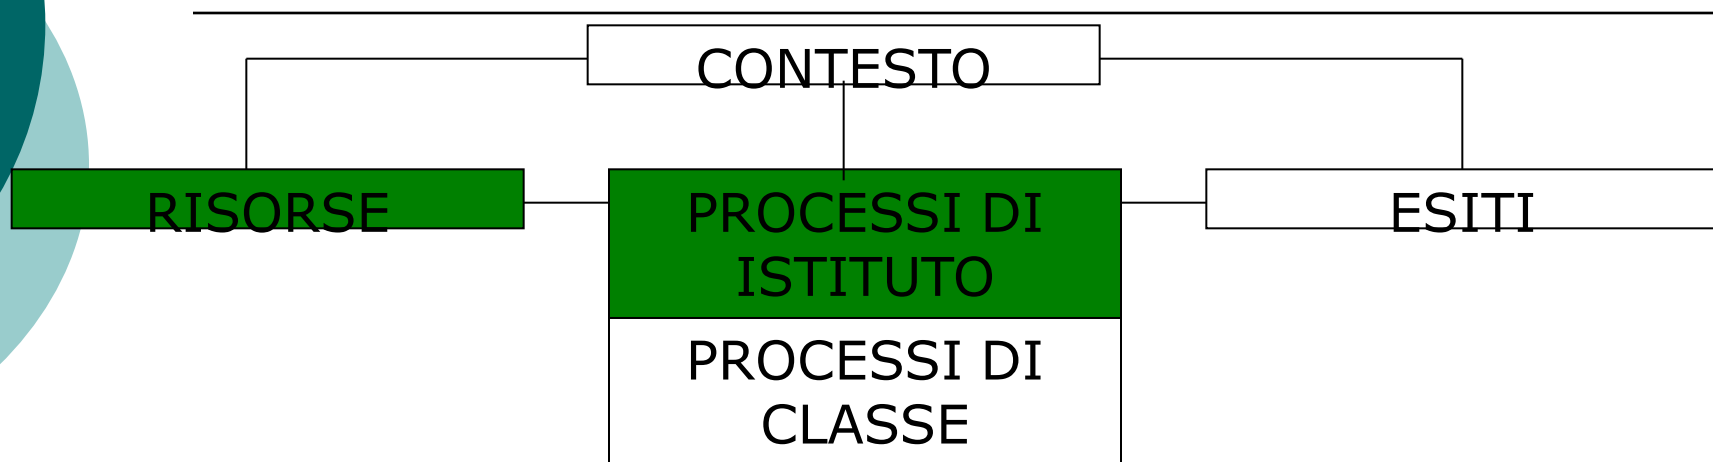 CONTESTO
RISORSE
PROCESSI DI
ISTITUTO
ESITI
PROCESSI DI
CLASSE